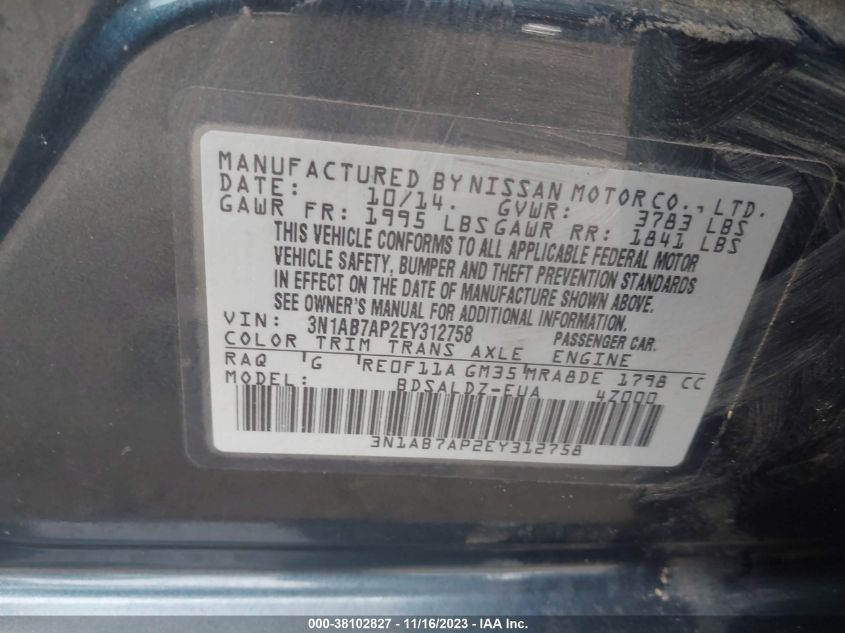 MANUFACTURED BY NISSAN MOTOR CO., LTD.
DATE: 10/14. GVWR: 3783 LBS
GAWR FR: 1995 LBS GAWR RR: 1841 LBS
THIS VEHICLE CONFORMS TO ALL APPLICABLE FEDERAL MOTOR
VEHICLE SAFETY, BUMPER AND THEFT PREVENTION STANDARDS
IN EFFECT ON THE DATE OF MANUFACTURE SHOWN ABOVE.
SEE OWNER'S MANUAL FOR ADDITIONAL INFORMATION.
VIN: 3N1AB7AP2EY312758 PASSENGER CAR.
COLOR TRIM TRANS AXLE ENGINE
RAQ G RE0F11A GM35 MRA8DE 1798 CC
MODEL: BDSALDZ-EUA 4Z000
3N1AB7AP2EY312758
000-38102827 - 11/16/2023 - IAA Inc.